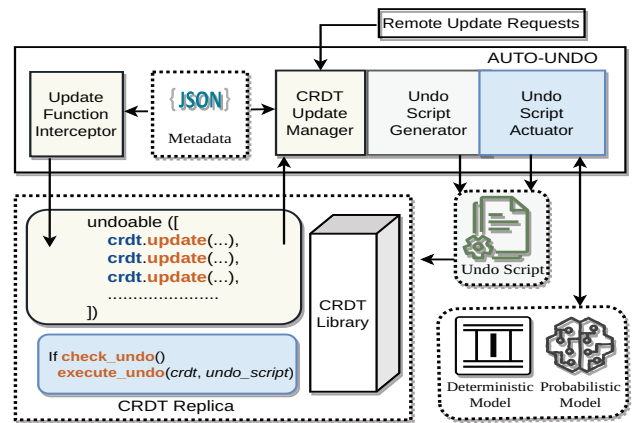 Remote Update Requests
AUTO-UNDO
Update
Function
Interceptor
{JSON}
Metadata
CRDT
Update
Manager
Undo
Script
Generator
Undo
Script
Actuator
undoable ([
crdt.update(...),
crdt.update(...),
crdt.update(...),
......................
])
If check_undo()
execute_undo(crdt, undo_script)
CRDT Replica
CRDT
Library
Undo Script
Deterministic
Model
Probabilistic
Model